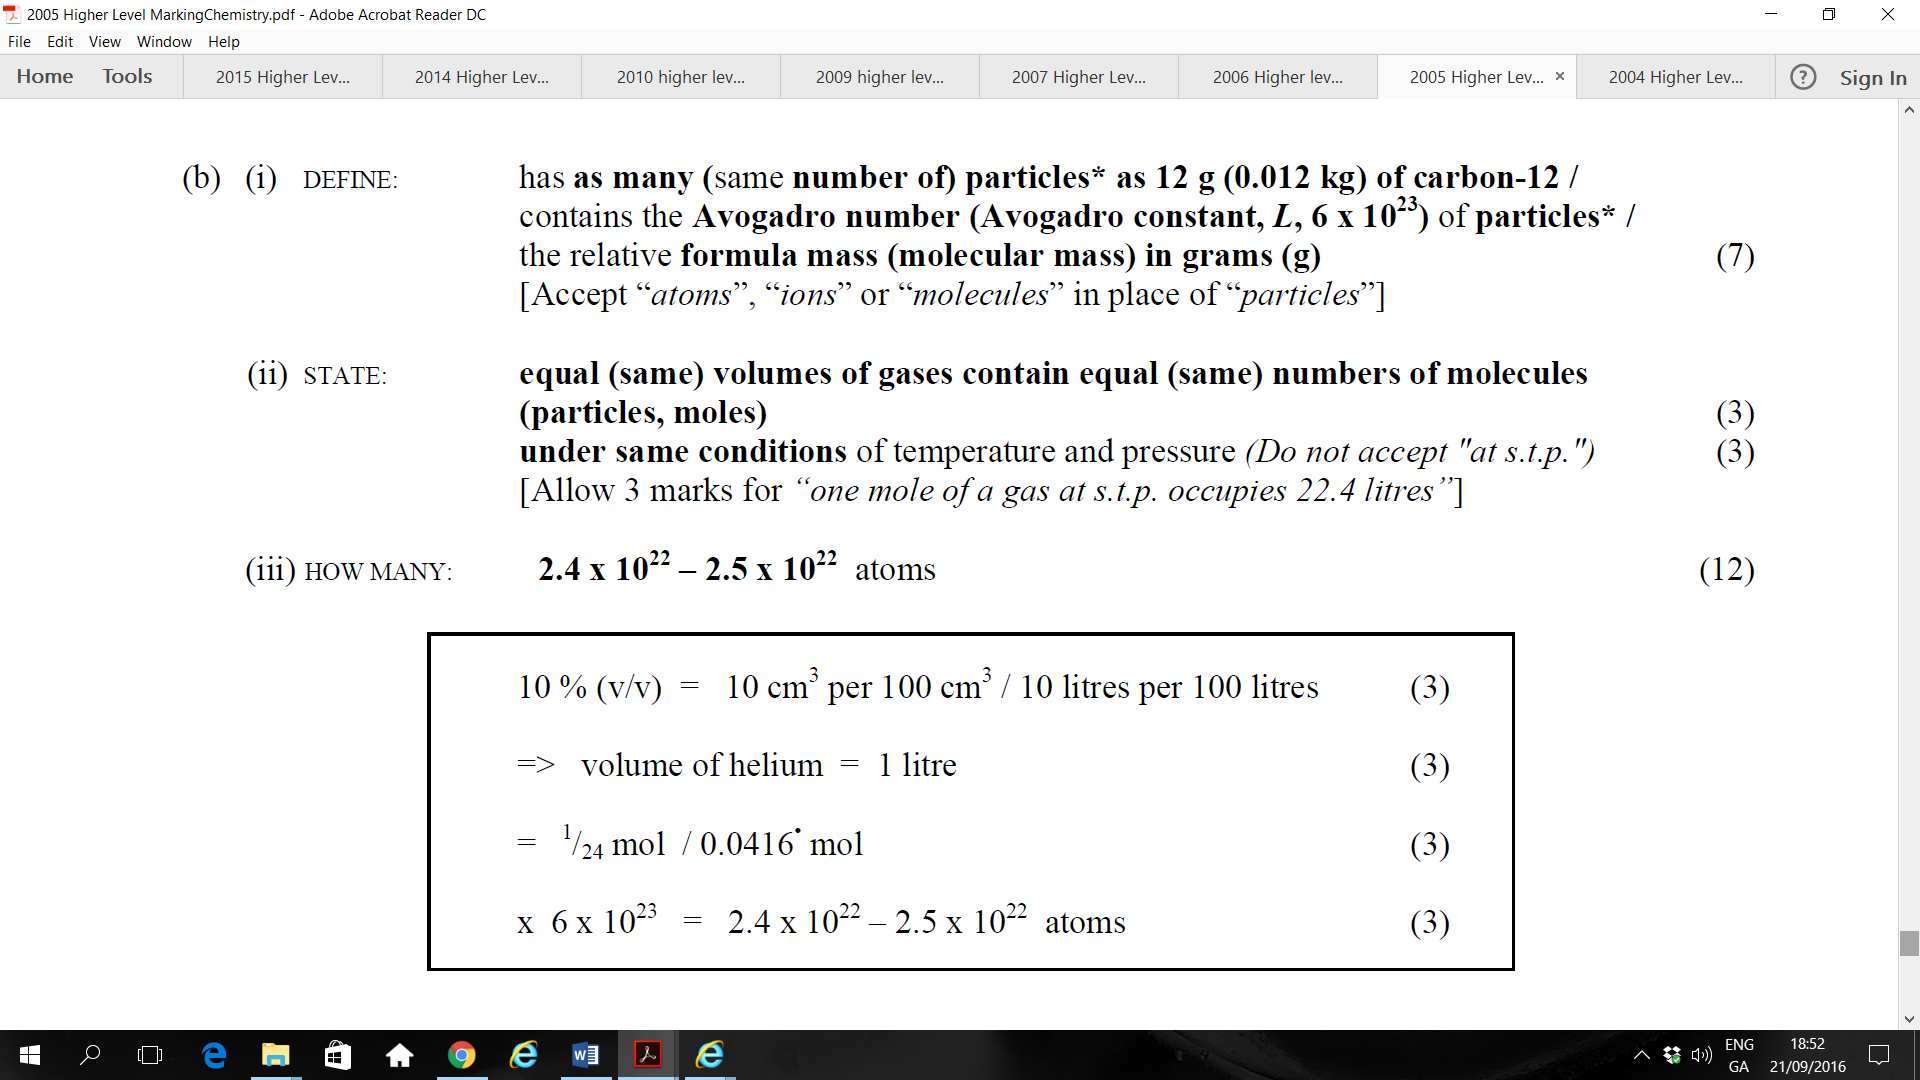 2005 Higher Level MarkingChemistry.pdf - Adobe Acrobat Reader DC
File Edit View Window Help
Home Tools 2015 Higher Lev... 2014 Higher Lev... 2010 higher lev... 2009 higher lev... 2007 Higher Lev... 2006 Higher lev... 2005 Higher Lev... × 2004 Higher Lev... ? Sign In
(b) (i) DEFINE: has as many (same number of) particles* as 12 g (0.012 kg) of carbon-12 /
contains the Avogadro number (Avogadro constant, L, 6 x 10²³) of particles* /
the relative formula mass (molecular mass) in grams (g) (7)
[Accept “atoms”, “ions” or “molecules” in place of “particles”]
(ii) STATE: equal (same) volumes of gases contain equal (same) numbers of molecules
(particles, moles) (3)
under same conditions of temperature and pressure (Do not accept "at s.t.p.") (3)
[Allow 3 marks for “one mole of a gas at s.t.p. occupies 22.4 litres”]
(iii) HOW MANY: 2.4 x 10²² – 2.5 x 10²² atoms (12)
10 % (v/v) = 10 cm³ per 100 cm³ / 10 litres per 100 litres (3)
=> volume of helium = 1 litre (3)
= ¹/₂₄ mol / 0.0416˙ mol (3)
x 6 x 10²³ = 2.4 x 10²² – 2.5 x 10²² atoms (3)
ENG 18:52
GA 21/09/2016